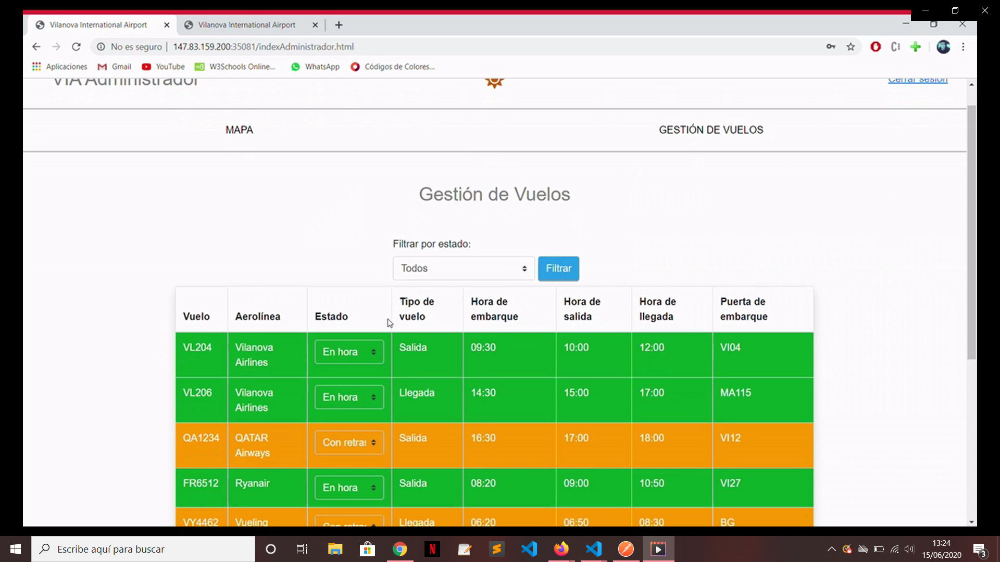 Vilanova International Airport
Vilanova International Airport
No es seguro | 147.83.159.200:35081/indexAdministrador.html
Aplicaciones Gmail YouTube W3Schools Online... WhatsApp Códigos de Colores...
VIA Administrador Cerrar sesión
MAPA GESTIÓN DE VUELOS
Gestión de Vuelos
Filtrar por estado:
Todos Filtrar
Vuelo Aerolínea Estado Tipo de vuelo Hora de embarque Hora de salida Hora de llegada Puerta de embarque
VL204 Vilanova Airlines En hora Salida 09:30 10:00 12:00 VI04
VL206 Vilanova Airlines En hora Llegada 14:30 15:00 17:00 MA115
QA1234 QATAR Airways Con retras Salida 16:30 17:00 18:00 VI12
FR6512 Ryanair En hora Salida 08:20 09:00 10:50 VI27
VY4462 Vueling Con retras Llegada 06:20 06:50 08:30 BG
Escribe aquí para buscar
13:24
15/06/2020
3